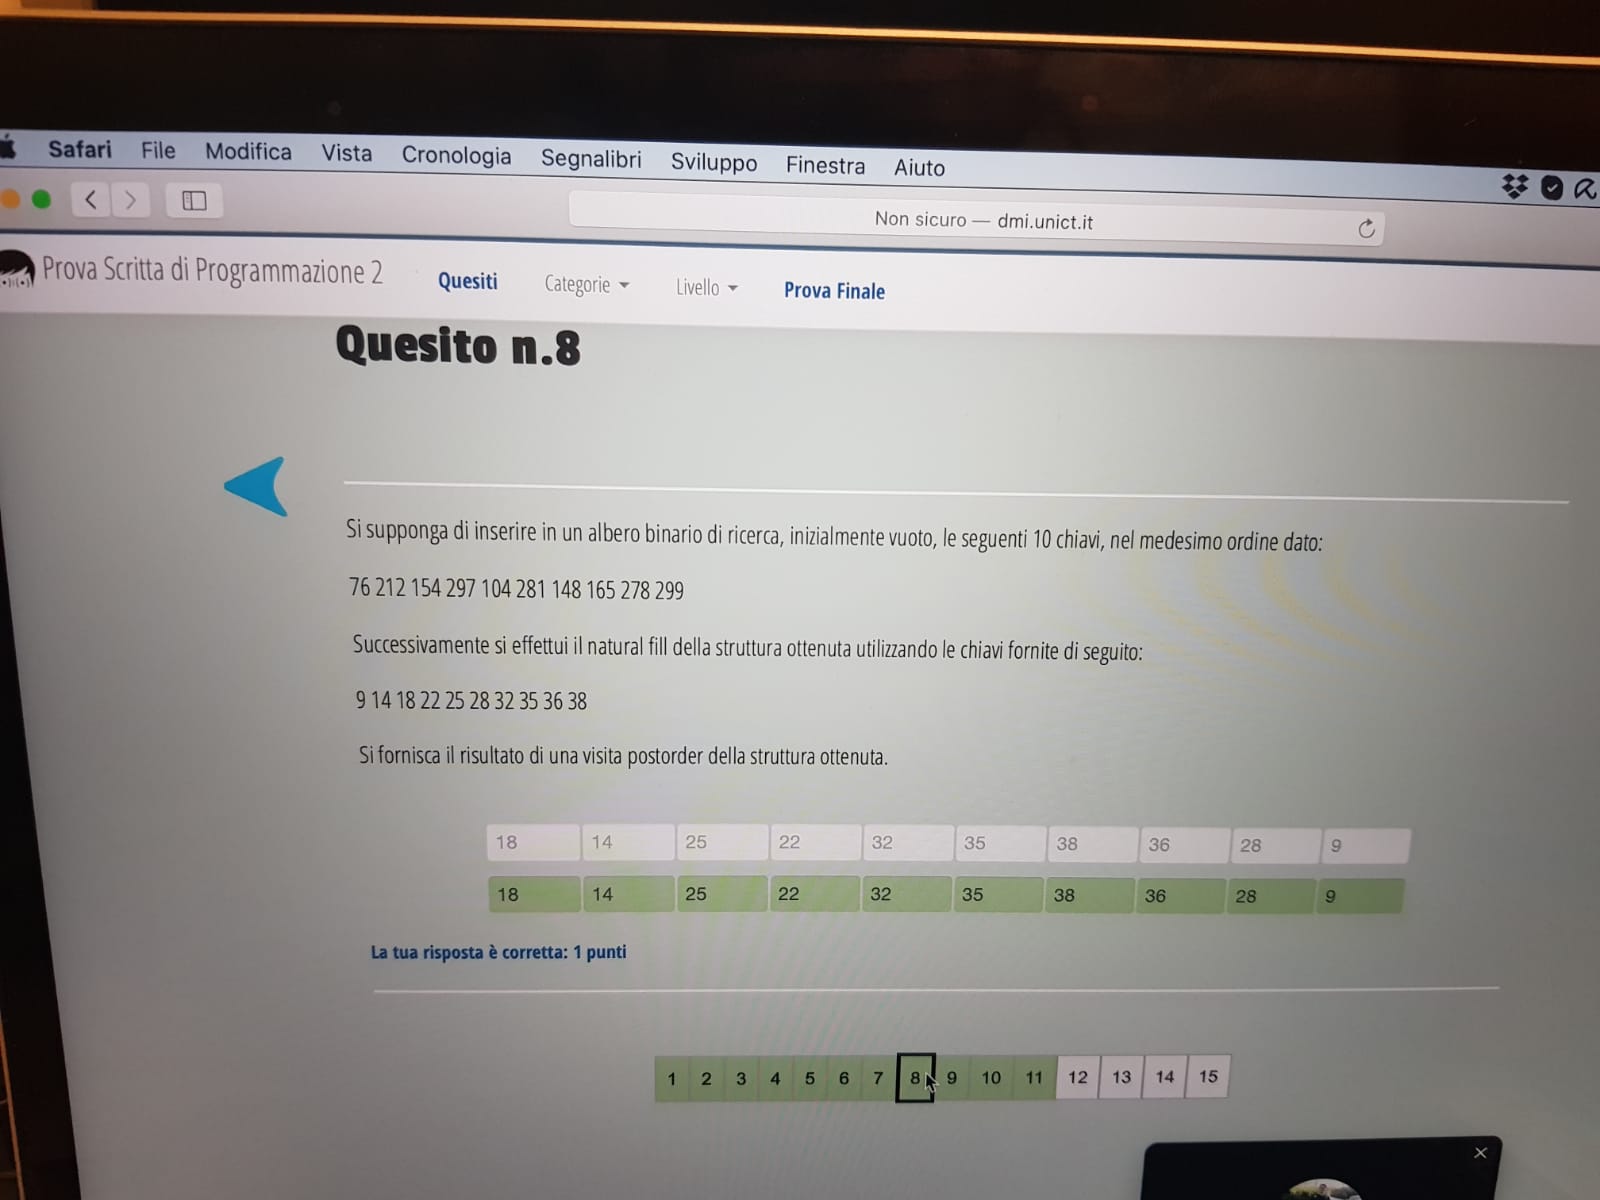 Safari File Modifica Vista Cronologia Segnalibri Sviluppo Finestra Aiuto
Non sicuro — dmi.unict.it
Prova Scritta di Programmazione 2 Quesiti Categorie Livello Prova Finale
Quesito n.8
Si supponga di inserire in un albero binario di ricerca, inizialmente vuoto, le seguenti 10 chiavi, nel medesimo ordine dato:
76 212 154 297 104 281 148 165 278 299
Successivamente si effettui il natural fill della struttura ottenuta utilizzando le chiavi fornite di seguito:
9 14 18 22 25 28 32 35 36 38
Si fornisca il risultato di una visita postorder della struttura ottenuta.
18 14 25 22 32 35 38 36 28 9
18 14 25 22 32 35 38 36 28 9
La tua risposta è corretta: 1 punti
1 2 3 4 5 6 7 8 9 10 11 12 13 14 15